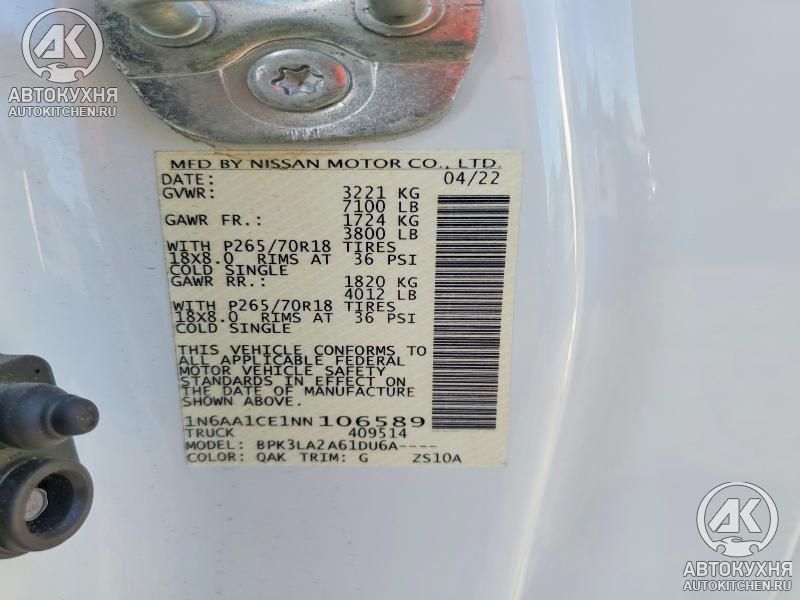 AK
АВТОКУХНЯ
AUTOKITCHEN.RU
MFD BY NISSAN MOTOR CO., LTD.
DATE: 04/22
GVWR: 3221 KG
7100 LB
GAWR FR.: 1724 KG
3800 LB
WITH P265/70R18 TIRES
18X8.0 RIMS AT 36 PSI
COLD SINGLE
GAWR RR.: 1820 KG
4012 LB
WITH P265/70R18 TIRES
18X8.0 RIMS AT 36 PSI
COLD SINGLE
THIS VEHICLE CONFORMS TO
ALL APPLICABLE FEDERAL
MOTOR VEHICLE SAFETY
STANDARDS IN EFFECT ON
THE DATE OF MANUFACTURE
SHOWN ABOVE.
1N6AA1CE1NN106589
TRUCK 409514
MODEL: BPK3LA2A61DU6A----
COLOR: QAK TRIM: G ZS10A
AK
АВТОКУХНЯ
AUTOKITCHEN.RU